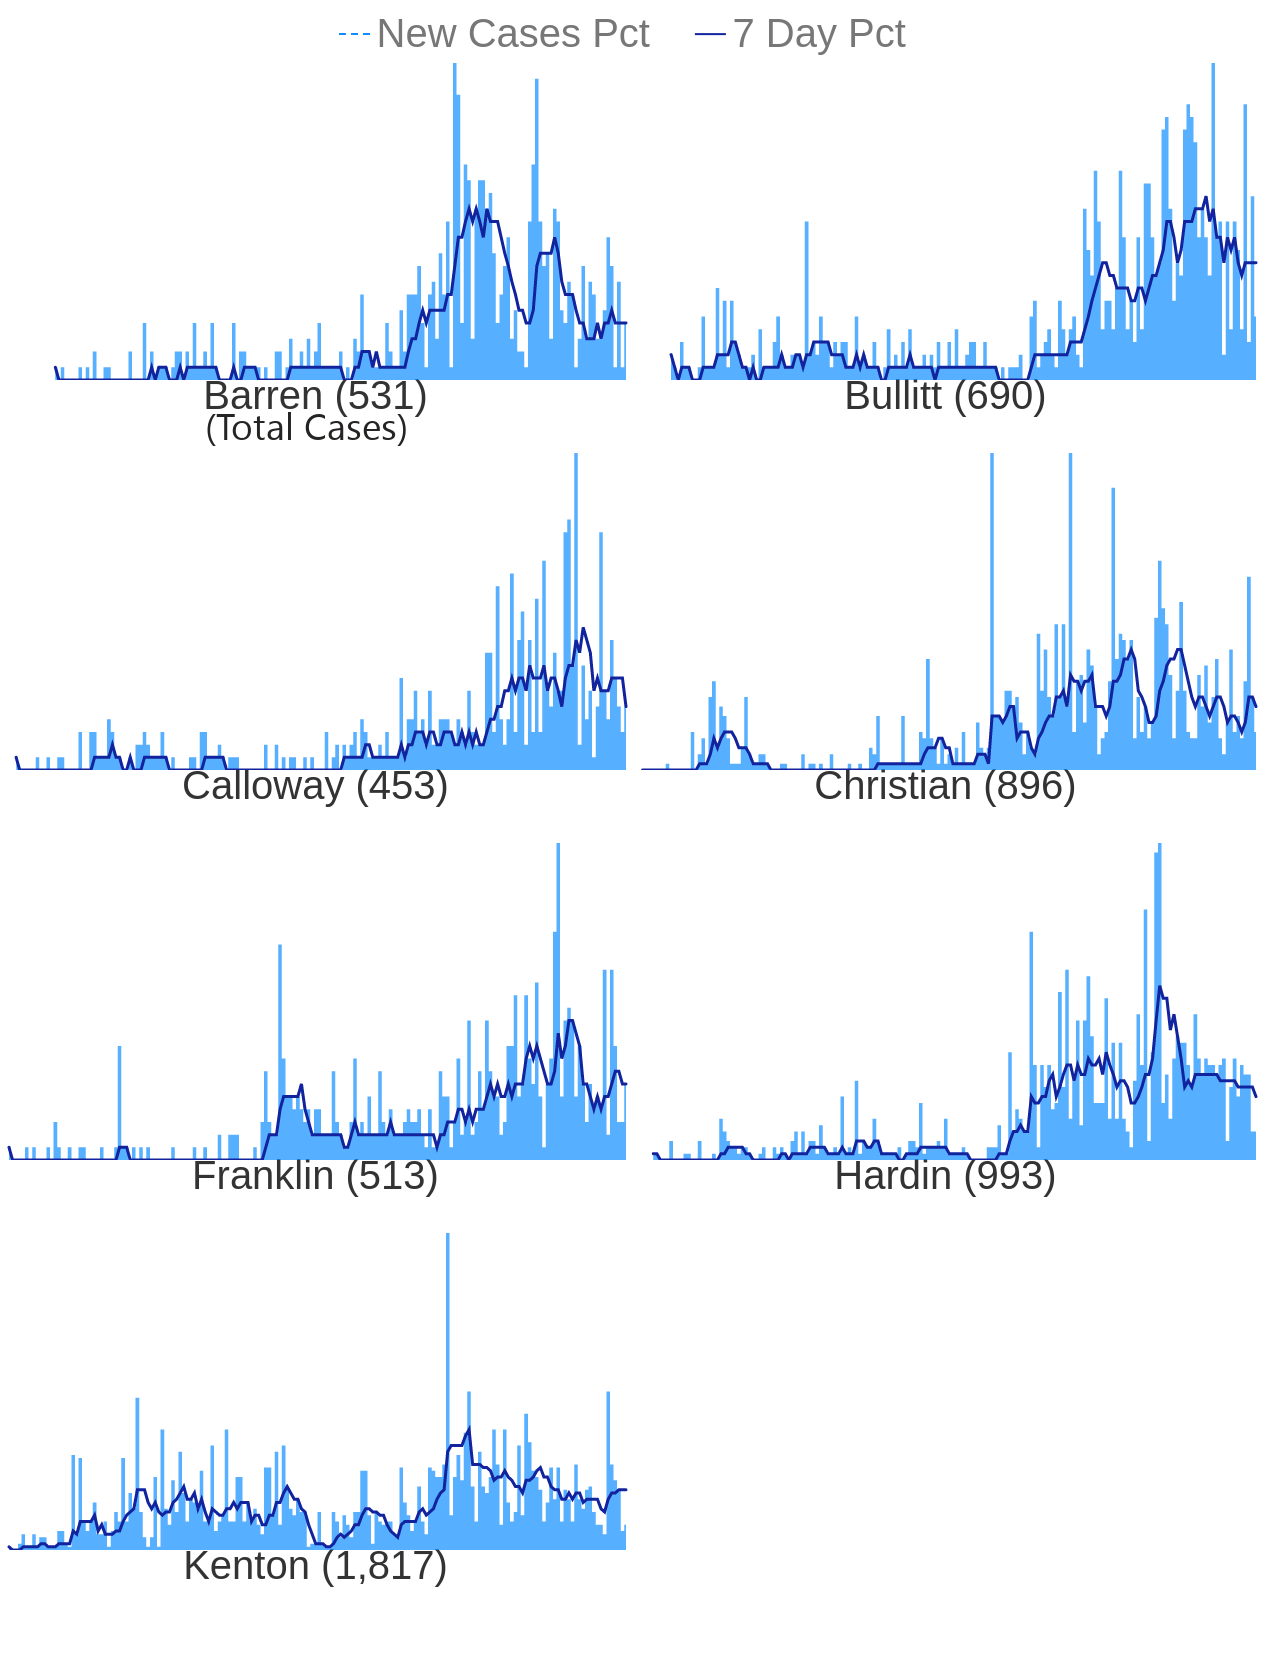 New Cases Pct 7 Day Pct
Barren (531) Bullitt (690)
(Total Cases)
Calloway (453) Christian (896)
Franklin (513) Hardin (993)
Kenton (1,817)